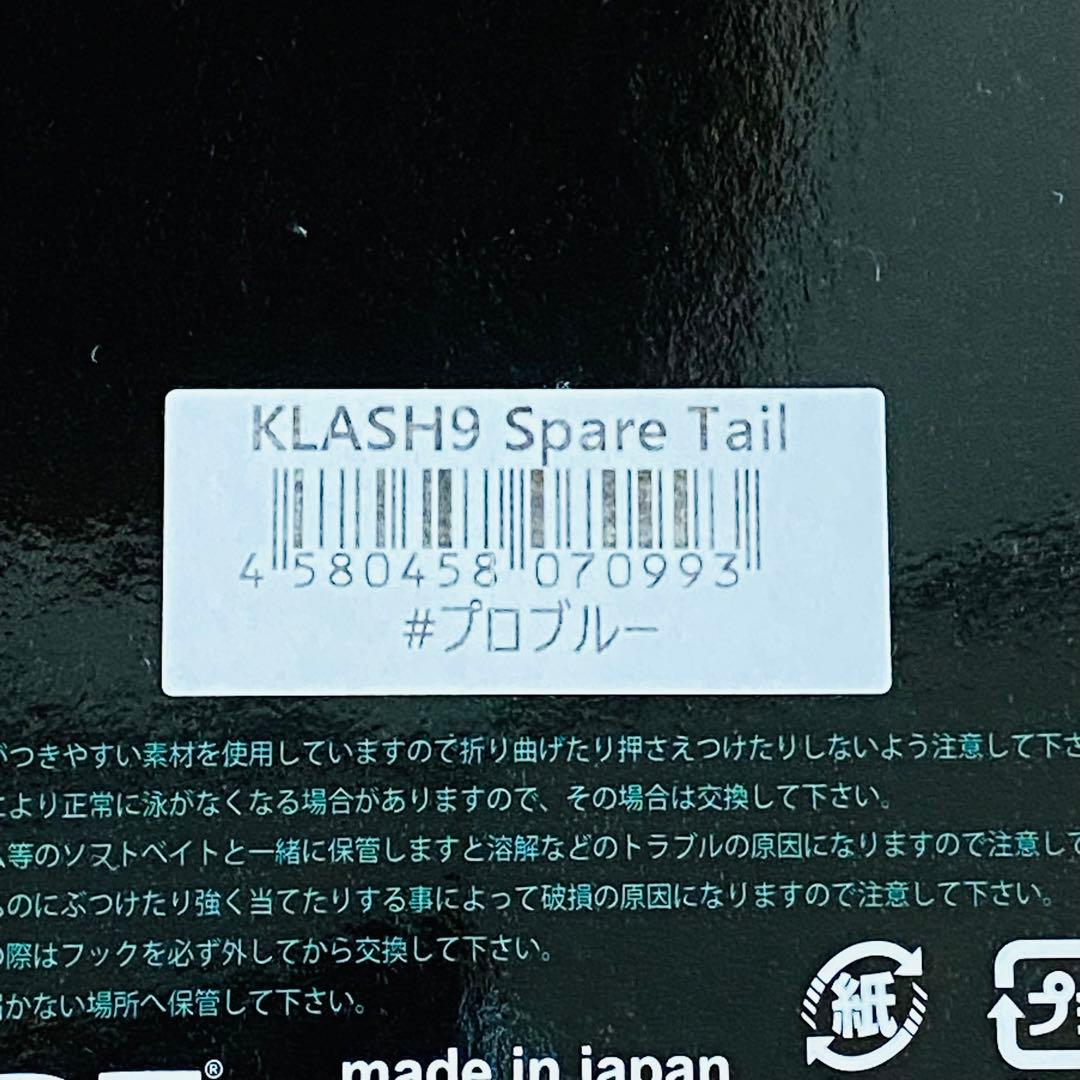 KLASH9 Spare Tail
4 580458 070993
#プロブルー
がつきやすい素材を使用していますので折り曲げたり押さえつけたりしないよう注意して下さ
により正常に泳がなくなる場合がありますので、その場合は交換して下さい。
ム等のソフトベイトと一緒に保管しますと溶解などのトラブルの原因になりますので注意して
ものにぶつけたり強く当てたりする事によって破損の原因になりますので注意して下さい。
の際はフックを必ず外してから交換して下さい。
届かない場所へ保管して下さい。
紙
プ
® made in japan